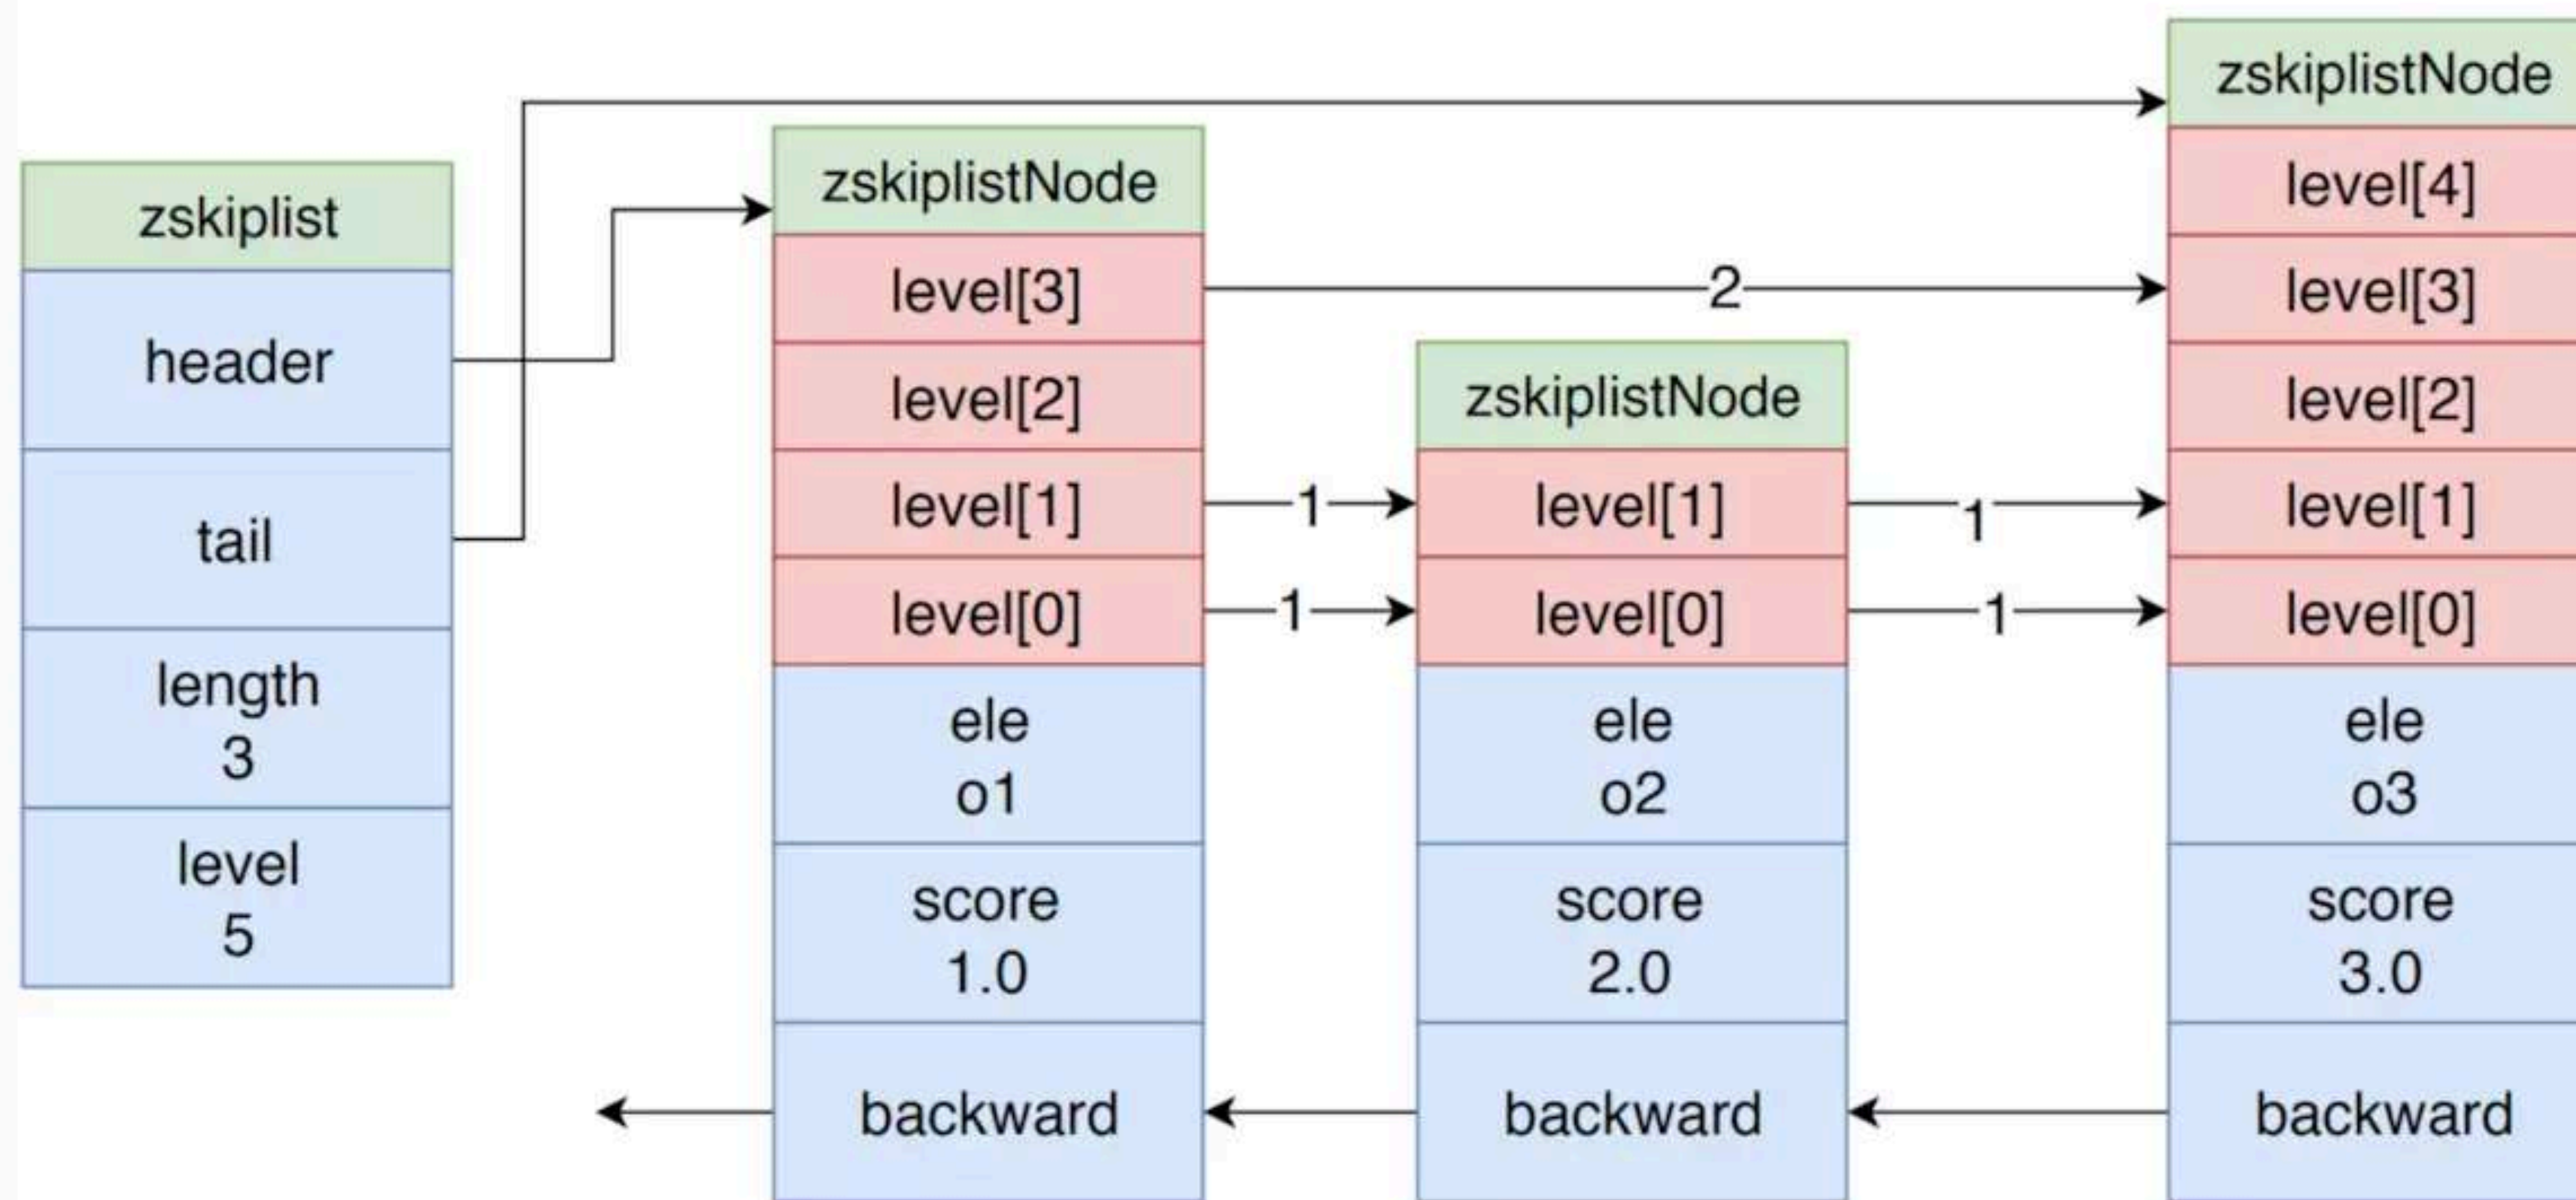 zskiplist
header
tail
length
3
level
5
zskiplistNode
level[3]
level[2]
level[1]
level[0]
ele
o1
score
1.0
backward
2
1
1
zskiplistNode
level[1]
level[0]
ele
o2
score
2.0
backward
1
1
zskiplistNode
level[4]
level[3]
level[2]
level[1]
level[0]
ele
o3
score
3.0
backward